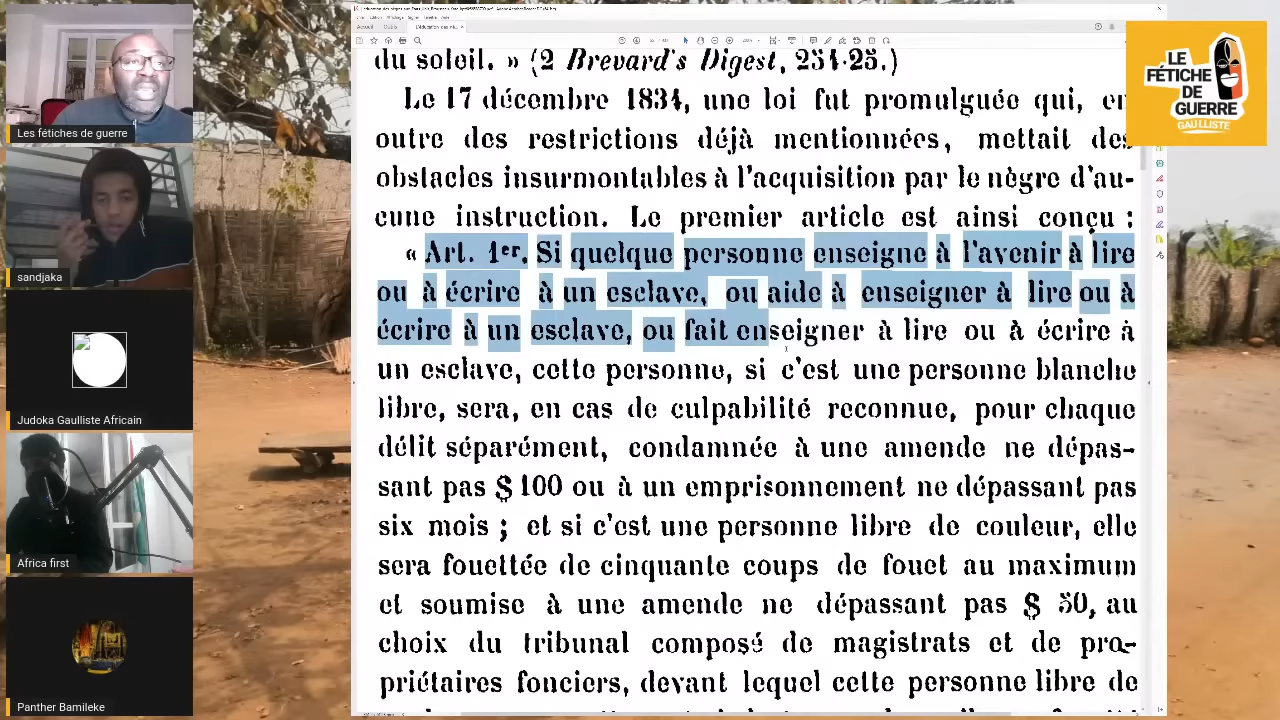 Les fétiches de guerre
sandjaka
Judoka Gaulliste Africain
Africa first
Panther Bamileke
LE
FÉTICHE
DE
GUERRE
GAULLISTE
Accueil Outils
du soleil. » (2 Brevard's Digest, 254-25.)
Le 17 décembre 1834, une loi fut promulguée qui, en
outre des restrictions déjà mentionnées, mettait des
obstacles insurmontables à l'acquisition par le nègre d'au-
cune instruction. Le premier article est ainsi conçu :
« Art. 1er. Si quelque personne enseigne à l'avenir à lire
ou à écrire à un esclave, ou aide à enseigner à lire ou à
écrire à un esclave, ou fait enseigner à lire ou à écrire à
un esclave, cette personne, si c'est une personne blanche
libre, sera, en cas de culpabilité reconnue, pour chaque
délit séparément, condamnée à une amende ne dépas-
sant pas $ 100 ou à un emprisonnement ne dépassant pas
six mois ; et si c'est une personne libre de couleur, elle
sera fouettée de cinquante coups de fouet au maximum
et soumise à une amende ne dépassant pas $ 50, au
choix du tribunal composé de magistrats et de pro-
priétaires fonciers, devant lequel cette personne libre de